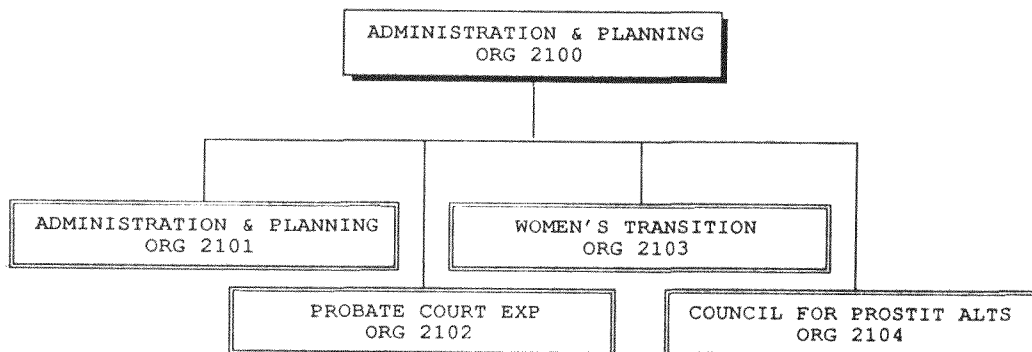 ADMINISTRATION & PLANNING
ORG 2100
ADMINISTRATION & PLANNING
ORG 2101
WOMEN'S TRANSITION
ORG 2103
PROBATE COURT EXP
ORG 2102
COUNCIL FOR PROSTIT ALTS
ORG 2104